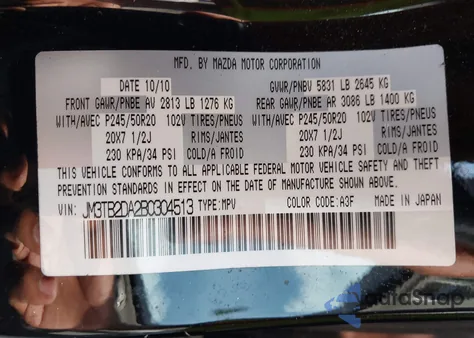 MFD. BY MAZDA MOTOR CORPORATION
DATE 10/10 GVWR/PNBV 5831 LB 2645 KG
FRONT GAWR/PNBE AV 2813 LB 1276 KG REAR GAWR/PNBE AR 3086 LB 1400 KG
WITH/AVEC P245/50R20 102V TIRES/PNEUS WITH/AVEC P245/50R20 102V TIRES/PNEUS
20X7 1/2J RIMS/JANTES 20X7 1/2J RIMS/JANTES
230 KPA/34 PSI COLD/A FROID 230 KPA/34 PSI COLD/A FROID
THIS VEHICLE CONFORMS TO ALL APPLICABLE FEDERAL MOTOR VEHICLE SAFETY AND THEFT
PREVENTION STANDARDS IN EFFECT ON THE DATE OF MANUFACTURE SHOWN ABOVE.
VIN: JM3TB2DA2B0304513 TYPE: MPV COLOR CODE: A3F MADE IN JAPAN
YadaSnap